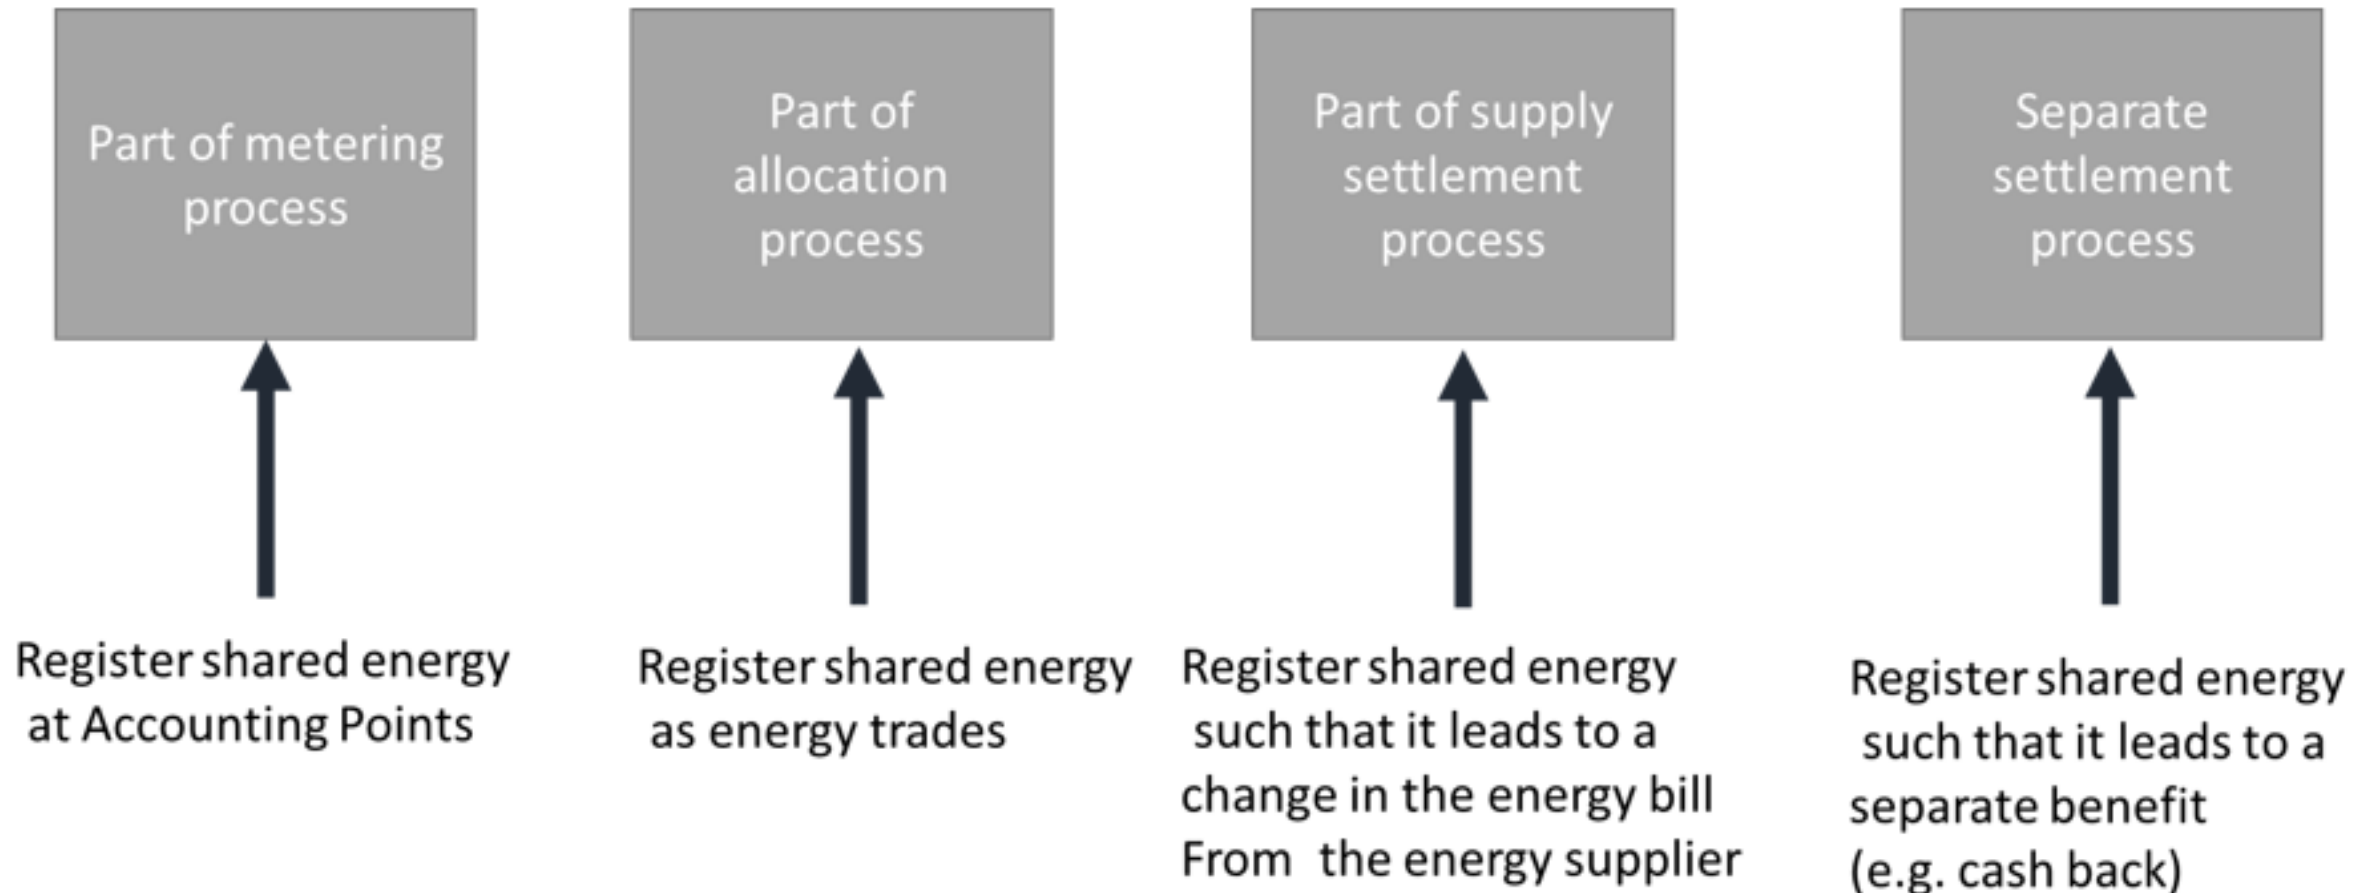 Part of metering
process
Part of
allocation
process
Part of supply
settlement
process
Separate
settlement
process
Register shared energy
at Accounting Points
Register shared energy
as energy trades
Register shared energy
such that it leads to a
change in the energy bill
From the energy supplier
Register shared energy
such that it leads to a
separate benefit
(e.g. cash back)